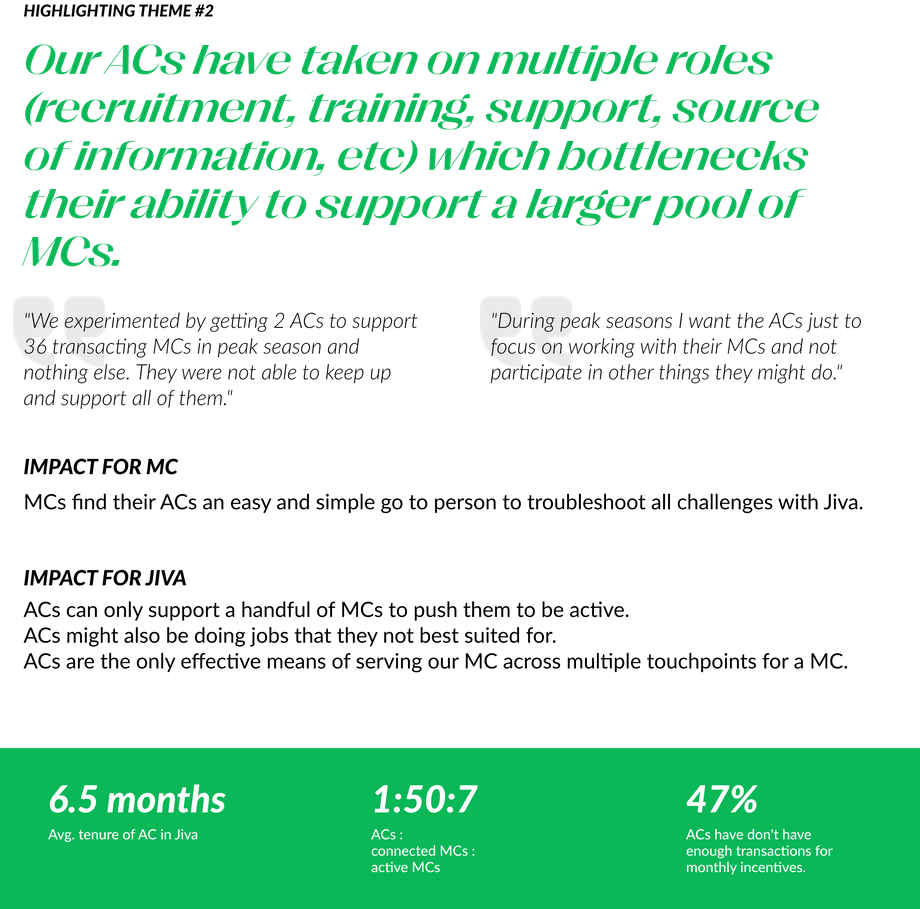 HIGHLIGHTING THEME #2
Our ACs have taken on multiple roles
(recruitment, training, support, source
of information, etc) which bottlenecks
their ability to support a larger pool of
MCs.
"We experimented by getting 2 ACs to support
36 transacting MCs in peak season and
nothing else. They were not able to keep up
and support all of them."
"During peak seasons I want the ACs just to
focus on working with their MCs and not
participate in other things they might do."
IMPACT FOR MC
MCs find their ACs an easy and simple go to person to troubleshoot all challenges with Jiva.
IMPACT FOR JIVA
ACs can only support a handful of MCs to push them to be active.
ACs might also be doing jobs that they not best suited for.
ACs are the only effective means of serving our MC across multiple touchpoints for a MC.
6.5 months
Avg. tenure of AC in Jiva
1:50:7
ACs :
connected MCs :
active MCs
47%
ACs have don't have
enough transactions for
monthly incentives.